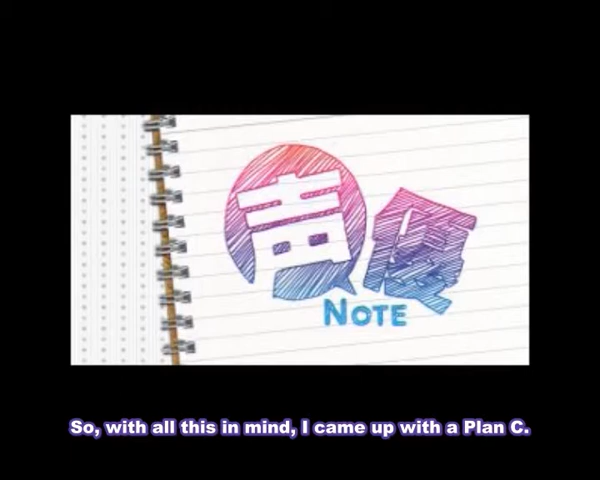 声優
NOTE
So, with all this in mind, I came up with a Plan C.